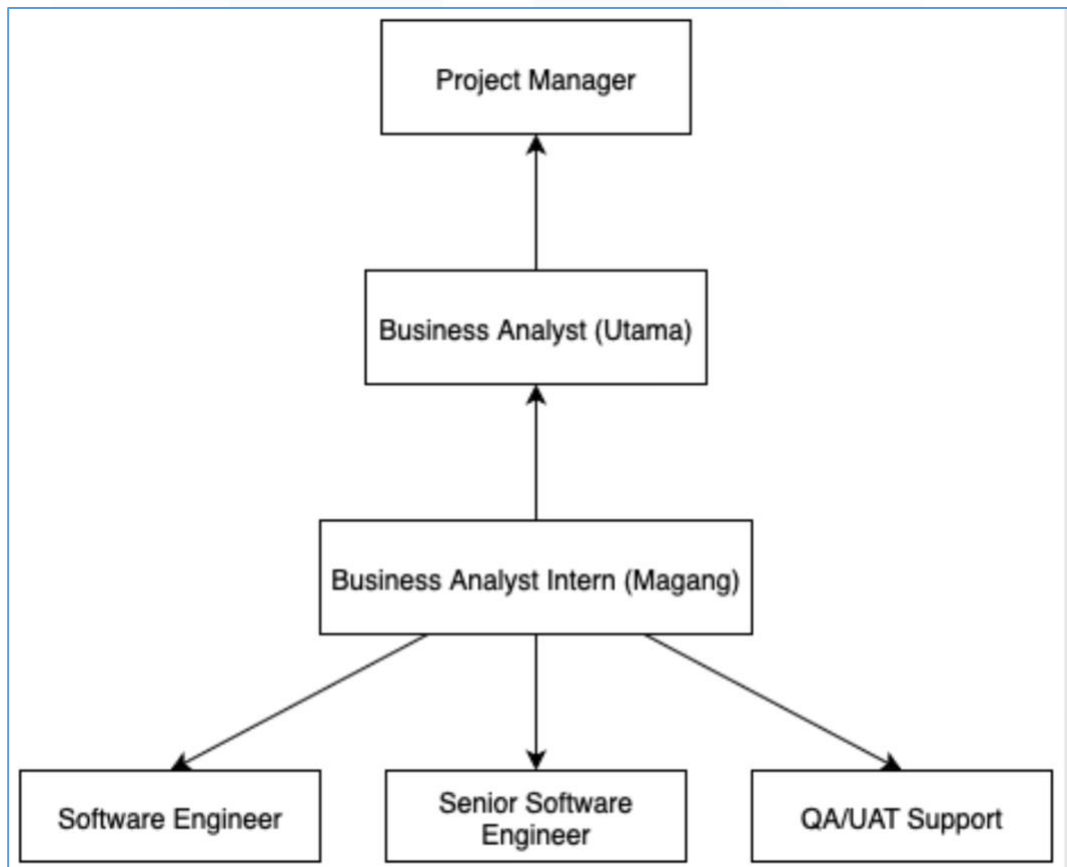 Project Manager
Business Analyst (Utama)
Business Analyst Intern (Magang)
Software Engineer
Senior Software
Engineer
QA/UAT Support